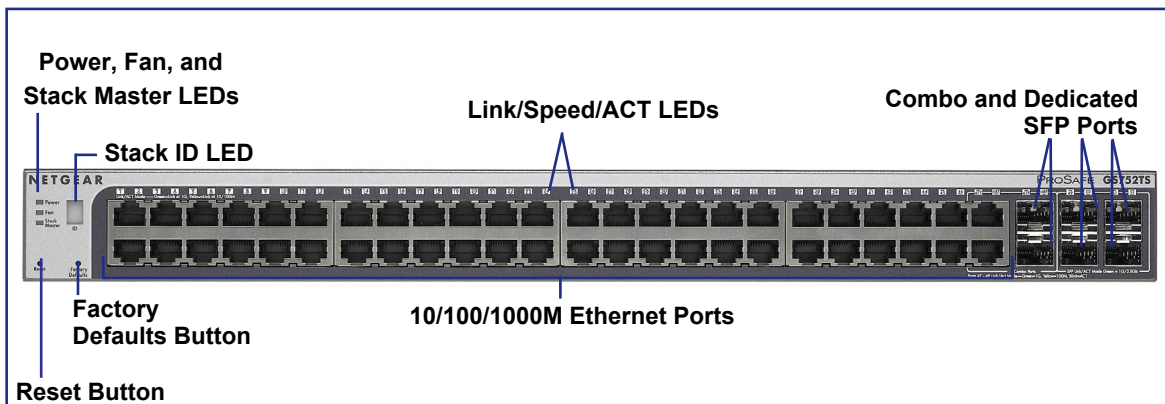 Power, Fan, and
Stack Master LEDs
Link/Speed/ACT LEDs
Combo and Dedicated
SFP Ports
Stack ID LED
NETGEAR
PROSAFE GS752TS
Power
Fan
Stack
Master
ID
Reset
Factory
Defaults
Combo Ports
Factory
Defaults Button
10/100/1000M Ethernet Ports
Reset Button